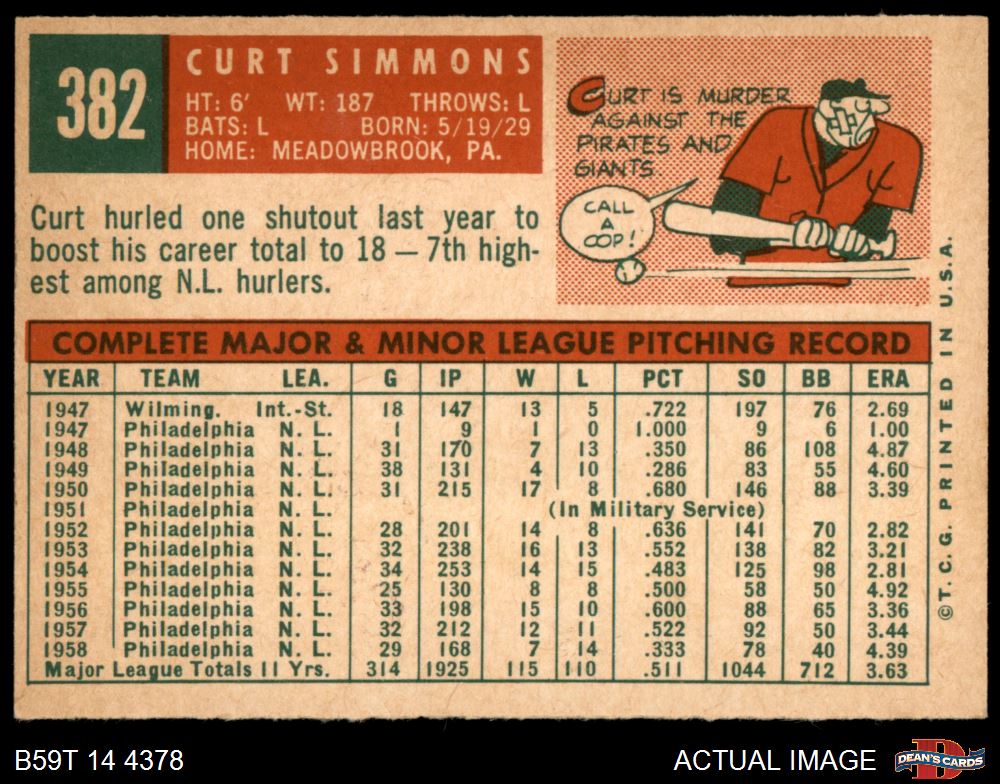 382
CURT SIMMONS
HT: 6' WT: 187 THROWS: L
BATS: L BORN: 5/19/29
HOME: MEADOWBROOK, PA.
Curt hurled one shutout last year to
boost his career total to 18 — 7th high-
est among N.L. hurlers.
CURT IS MURDER
AGAINST THE
PIRATES AND
GIANTS.
CALL
A
COP!
COMPLETE MAJOR & MINOR LEAGUE PITCHING RECORD
YEAR TEAM LEA. G IP W L PCT SO BB ERA
1947 Wilming. Int.-St. 18 147 13 5 .722 197 76 2.69
1947 Philadelphia N. L. 1 9 1 0 1.000 9 6 1.00
1948 Philadelphia N. L. 31 170 7 13 .350 86 108 4.87
1949 Philadelphia N. L. 38 131 4 10 .286 83 55 4.60
1950 Philadelphia N. L. 31 215 17 8 .680 146 88 3.39
1951 Philadelphia N. L. (In Military Service)
1952 Philadelphia N. L. 28 201 14 8 .636 141 70 2.82
1953 Philadelphia N. L. 32 238 16 13 .552 138 82 3.21
1954 Philadelphia N. L. 34 253 14 15 .483 125 98 2.81
1955 Philadelphia N. L. 25 130 8 8 .500 58 50 4.92
1956 Philadelphia N. L. 33 198 15 10 .600 88 65 3.36
1957 Philadelphia N. L. 32 212 12 11 .522 92 50 3.44
1958 Philadelphia N. L. 29 168 7 14 .333 78 40 4.39
Major League Totals 11 Yrs. 314 1925 115 110 .511 1044 712 3.63
©T. C. G. PRINTED IN U.S.A.
B59T 14 4378
ACTUAL IMAGE
D
DEAN'S CARDS